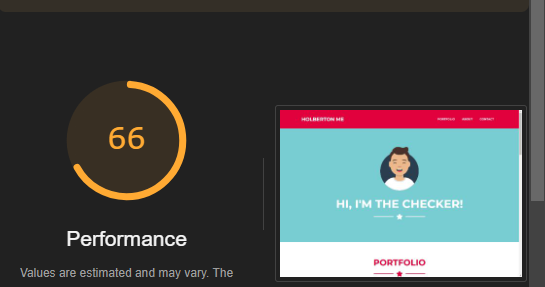 66
Performance
Values are estimated and may vary. The
HOLBERTON ME
PORTFOLIO ABOUT CONTACT
HI, I'M THE CHECKER!
PORTFOLIO